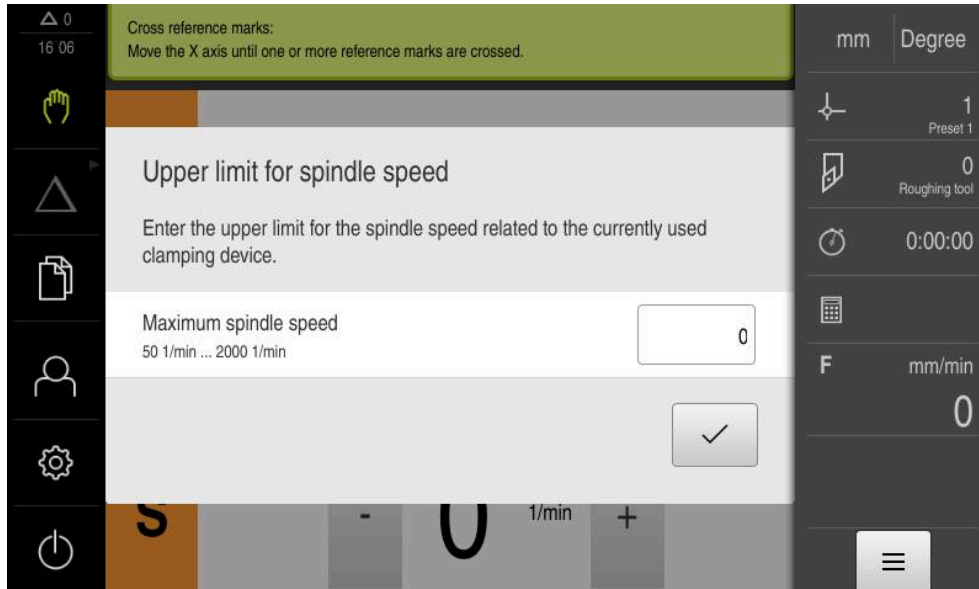 0
16 06
Cross reference marks:
Move the X axis until one or more reference marks are crossed.
mm Degree
1
Preset 1
0
Roughing tool
0:00:00
F mm/min
0
Upper limit for spindle speed
Enter the upper limit for the spindle speed related to the currently used
clamping device.
Maximum spindle speed
0
50 1/min ... 2000 1/min
S - 0 1/min +